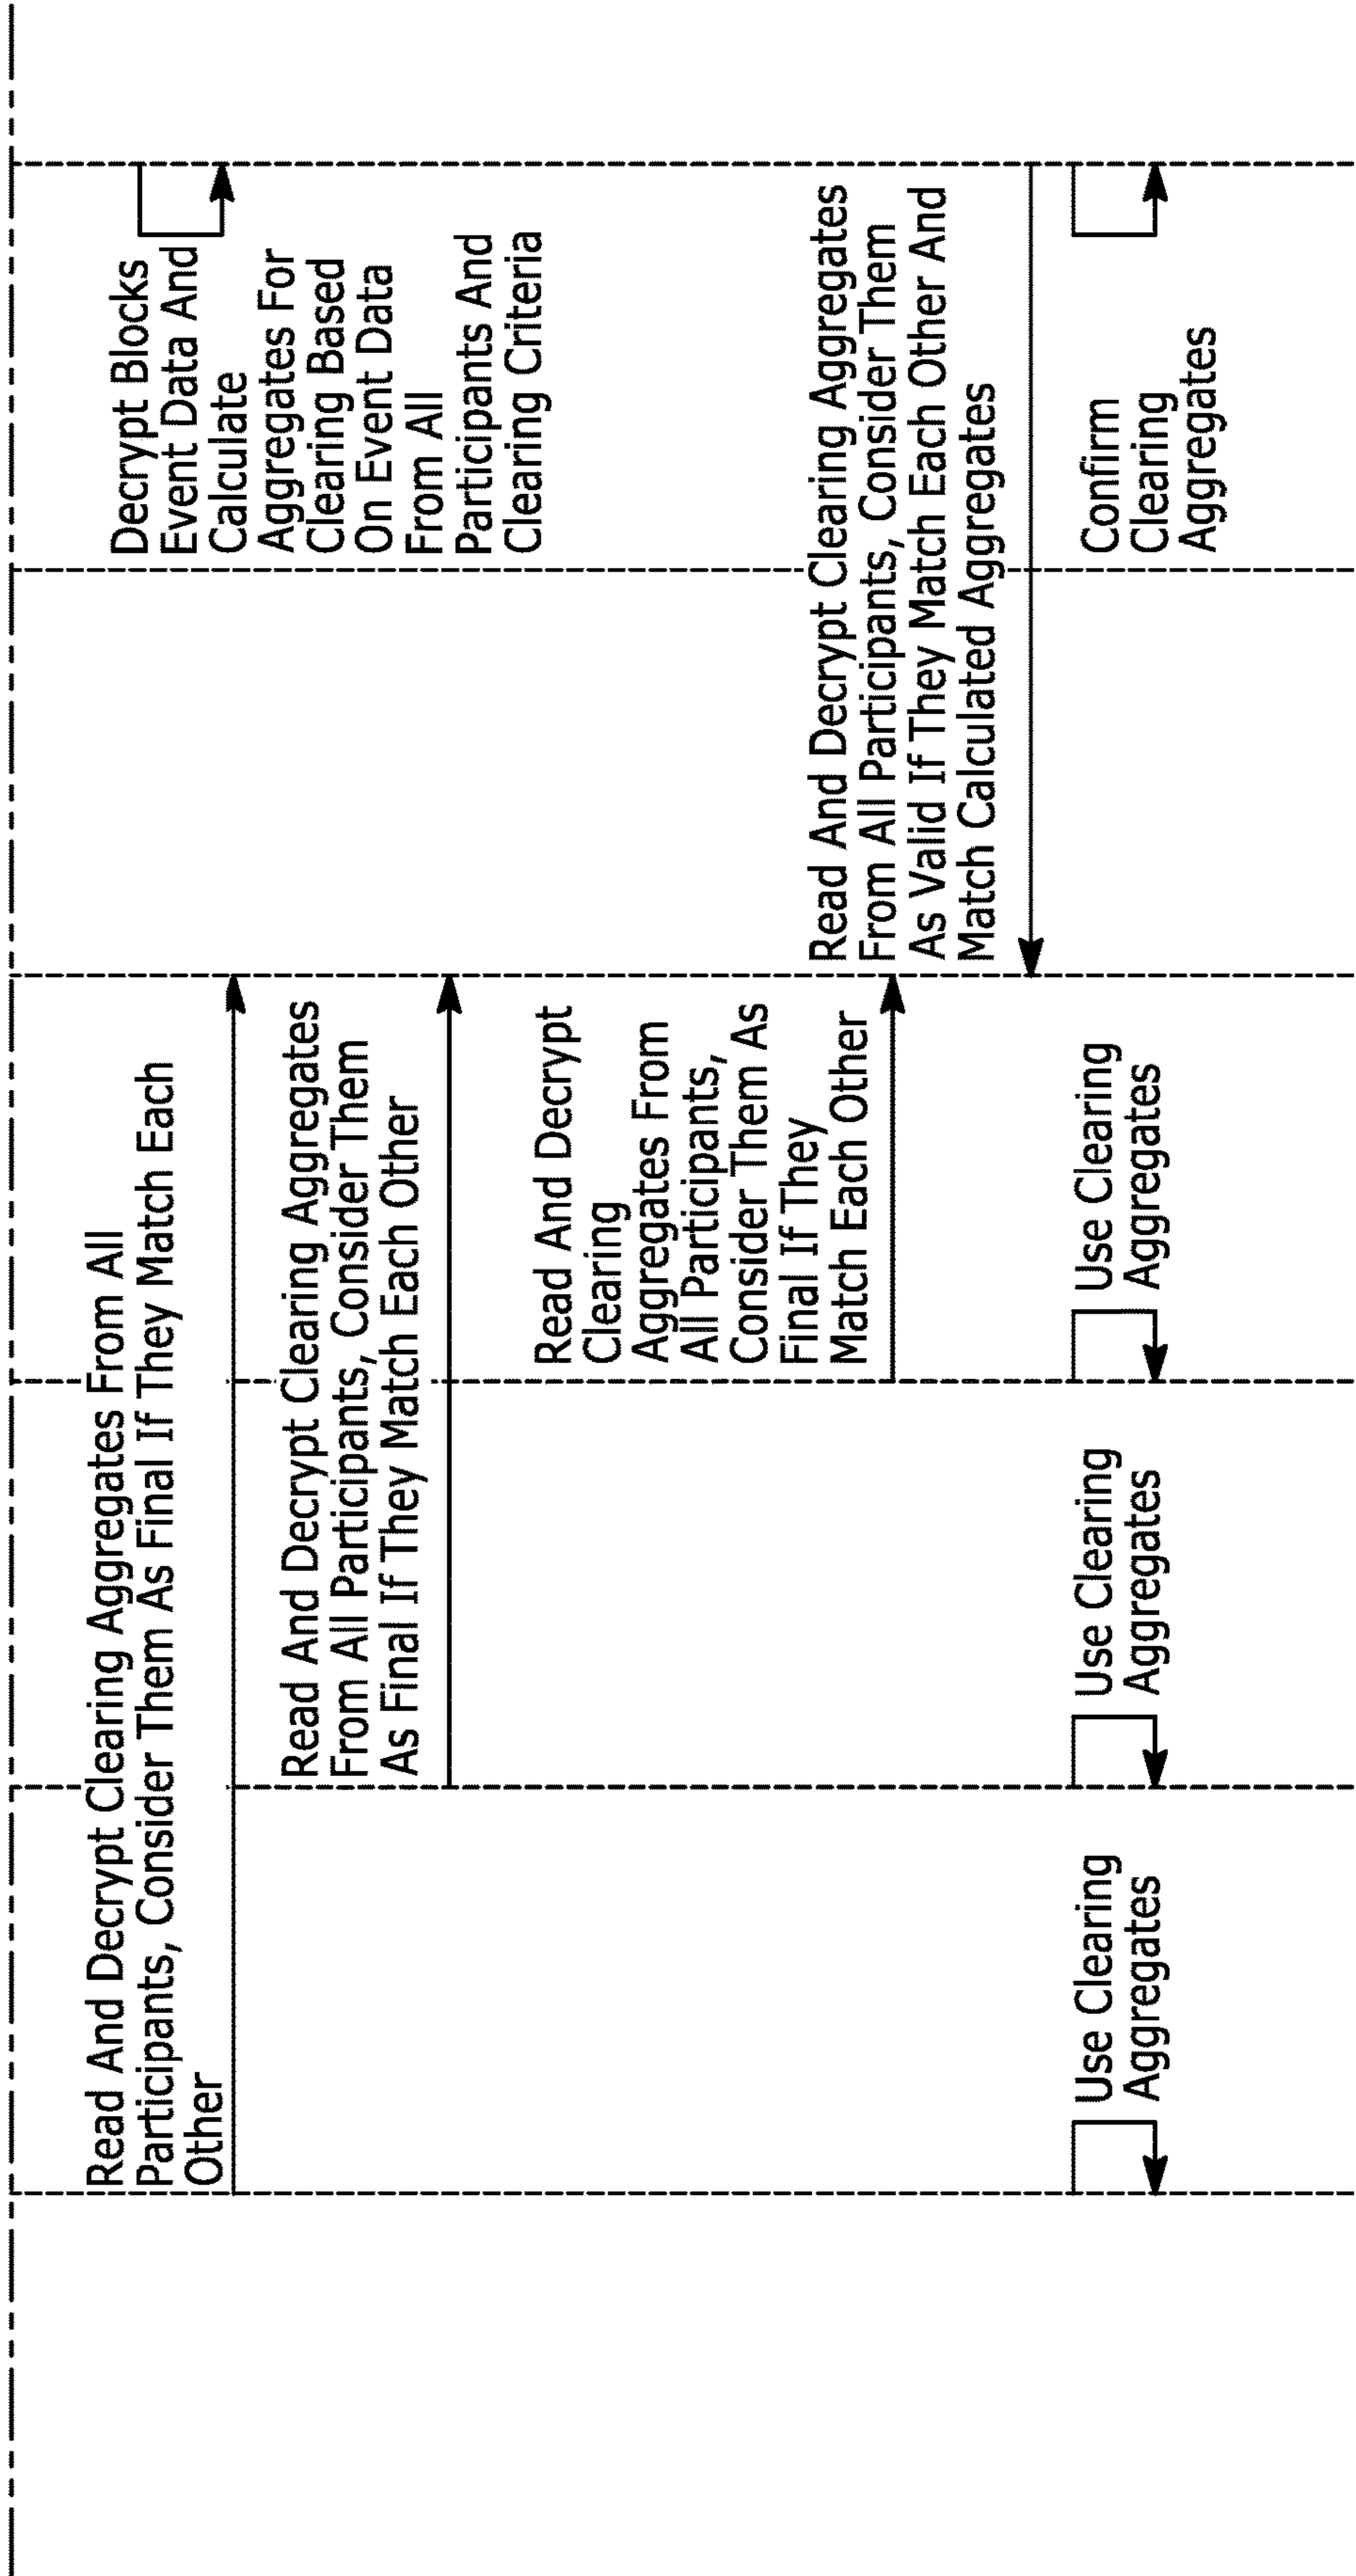 Read And Decrypt Clearing Aggregates From All
Participants, Consider Them As Final If They Match Each
Other
Decrypt Blocks
Event Data And
Calculate
Aggregates For
Clearing Based
On Event Data
From All
Participants And
Clearing Criteria
Read And Decrypt Clearing Aggregates
From All Participants, Consider Them
As Final If They Match Each Other
Read And Decrypt
Clearing
Aggregates From
All Participants,
Consider Them As
Final If They
Match Each Other
Read And Decrypt Clearing Aggregates
From All Participants, Consider Them
As Valid If They Match Each Other And
Match Calculated Aggregates
Use Clearing
Aggregates
Use Clearing
Aggregates
Use Clearing
Aggregates
Confirm
Clearing
Aggregates